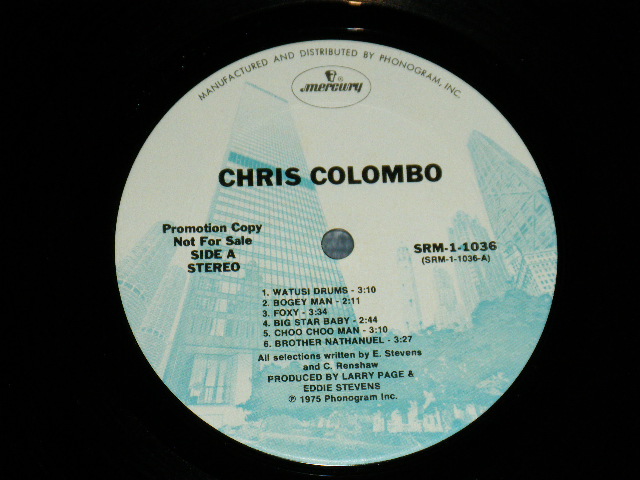 MANUFACTURED AND DISTRIBUTED BY PHONOGRAM, INC.
mercury
CHRIS COLOMBO
Promotion Copy
Not For Sale
SIDE A
STEREO
SRM-1-1036
(SRM-1-1036-A)
1. WATUSI DRUMS - 3:10
2. BOGEY MAN - 2:11
3. FOXY - 3:34
4. BIG STAR BABY - 2:44
5. CHOO CHOO MAN - 3:10
6. BROTHER NATHANUEL - 3:27
All selections written by E. Stevens
and C. Renshaw
PRODUCED BY LARRY PAGE &
EDDIE STEVENS
℗ 1975 Phonogram Inc.